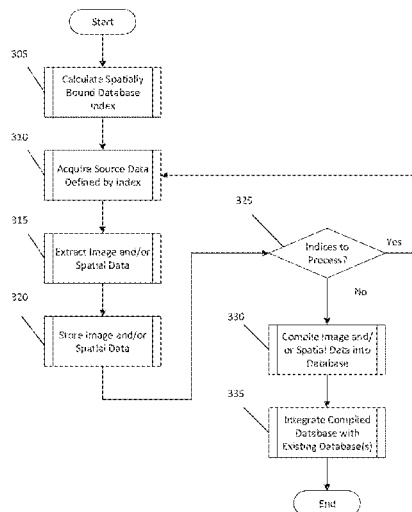 Start
305
Calculate Spatially
Bound Database
Index
310
Acquire Source Data
Defined by Index
315
Extract Image and/or
Spatial Data
320
Store Image and/or
Spatial Data
325
Indices to
Process?
Yes
No
330
Compile Image and/
or Spatial Data into
Database
335
Integrate Compiled
Database with
Existing Database(s)
End